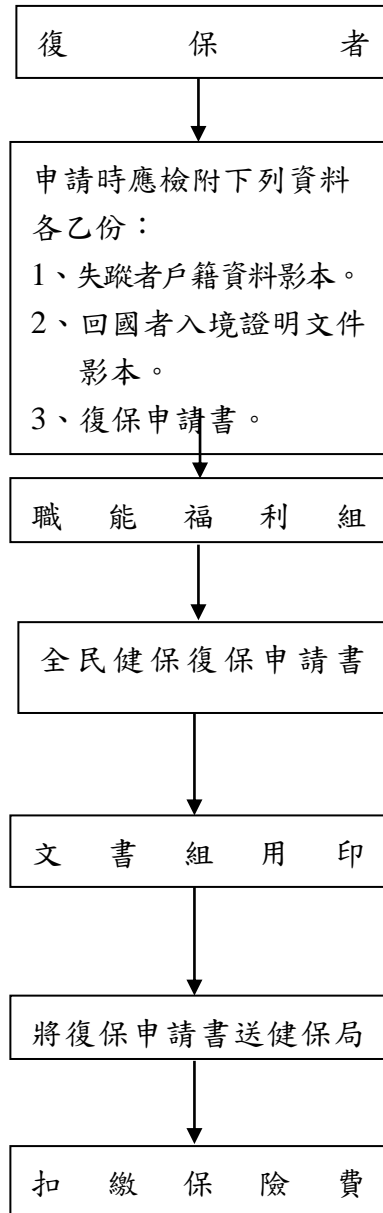 復保者
申請時應檢附下列資料
各乙份：
1、失蹤者戶籍資料影本。
2、回國者入境證明文件
影本。
3、復保申請書。
職能福利組
全民健保復保申請書
文書組用印
將復保申請書送健保局
扣繳保險費